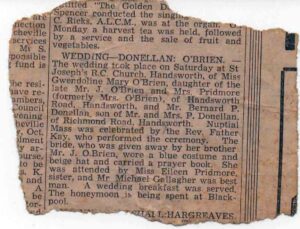 mitted "The Golden D
Spencer conducted the singi
C. Ricks, A.L.C.M., was at the organ.
Monday a harvest tea was held, followed
by a service and the sale of fruit and
vegetables.
WEDDING—DONELLAN: O'BRIEN.
The wedding took place on Saturday at St
Joseph's R.C. Church, Handsworth, of Miss
Gwendoline Mary O'Brien, daughter of the
late Mr. J. O'Brien and Mrs. Pridmore
(formerly Mrs. O'Brien), of Handsworth
Road, Handsworth, and Mr. Bernard P.
Donellan, son of Mr. and Mrs. P. Donellan,
of Richmond Road, Handsworth. Nuptial
Mass was celebrated by the Rev. Father
Kay, who performed the ceremony. The
bride, who was given away by her brother
Mr. J. O'Brien, wore a blue costume and
beige hat and carried a prayer book. She
was attended by Miss Eileen Pridmore,
sister, and Mr. Michael Gallagher was best
man. A wedding breakfast was served.
The honeymoon is being spent at Black-
pool.
HALL: HARGREAVES.